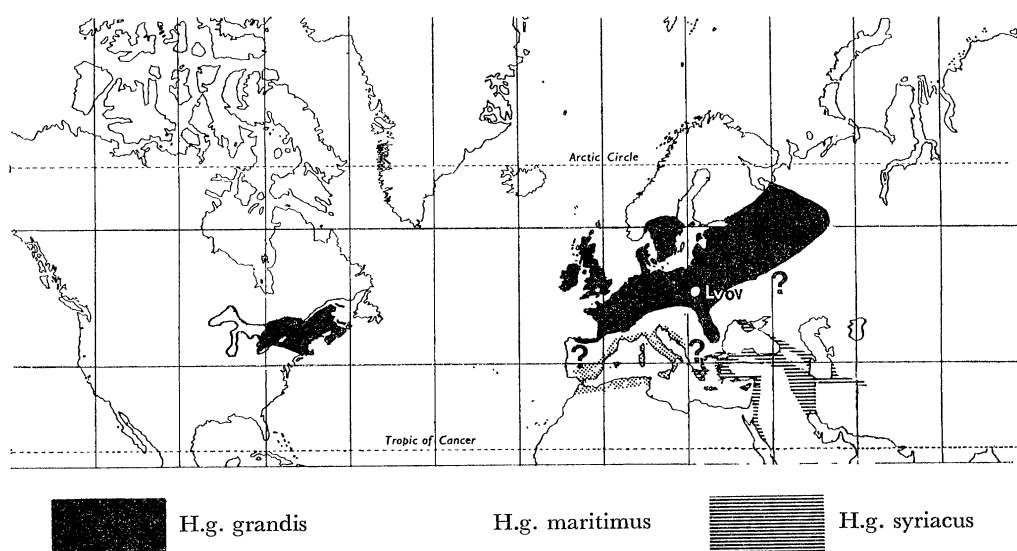 Arctic Circle
?
Lvov
? ?
Tropic of Cancer
H.g. grandis H.g. maritimus H.g. syriacus